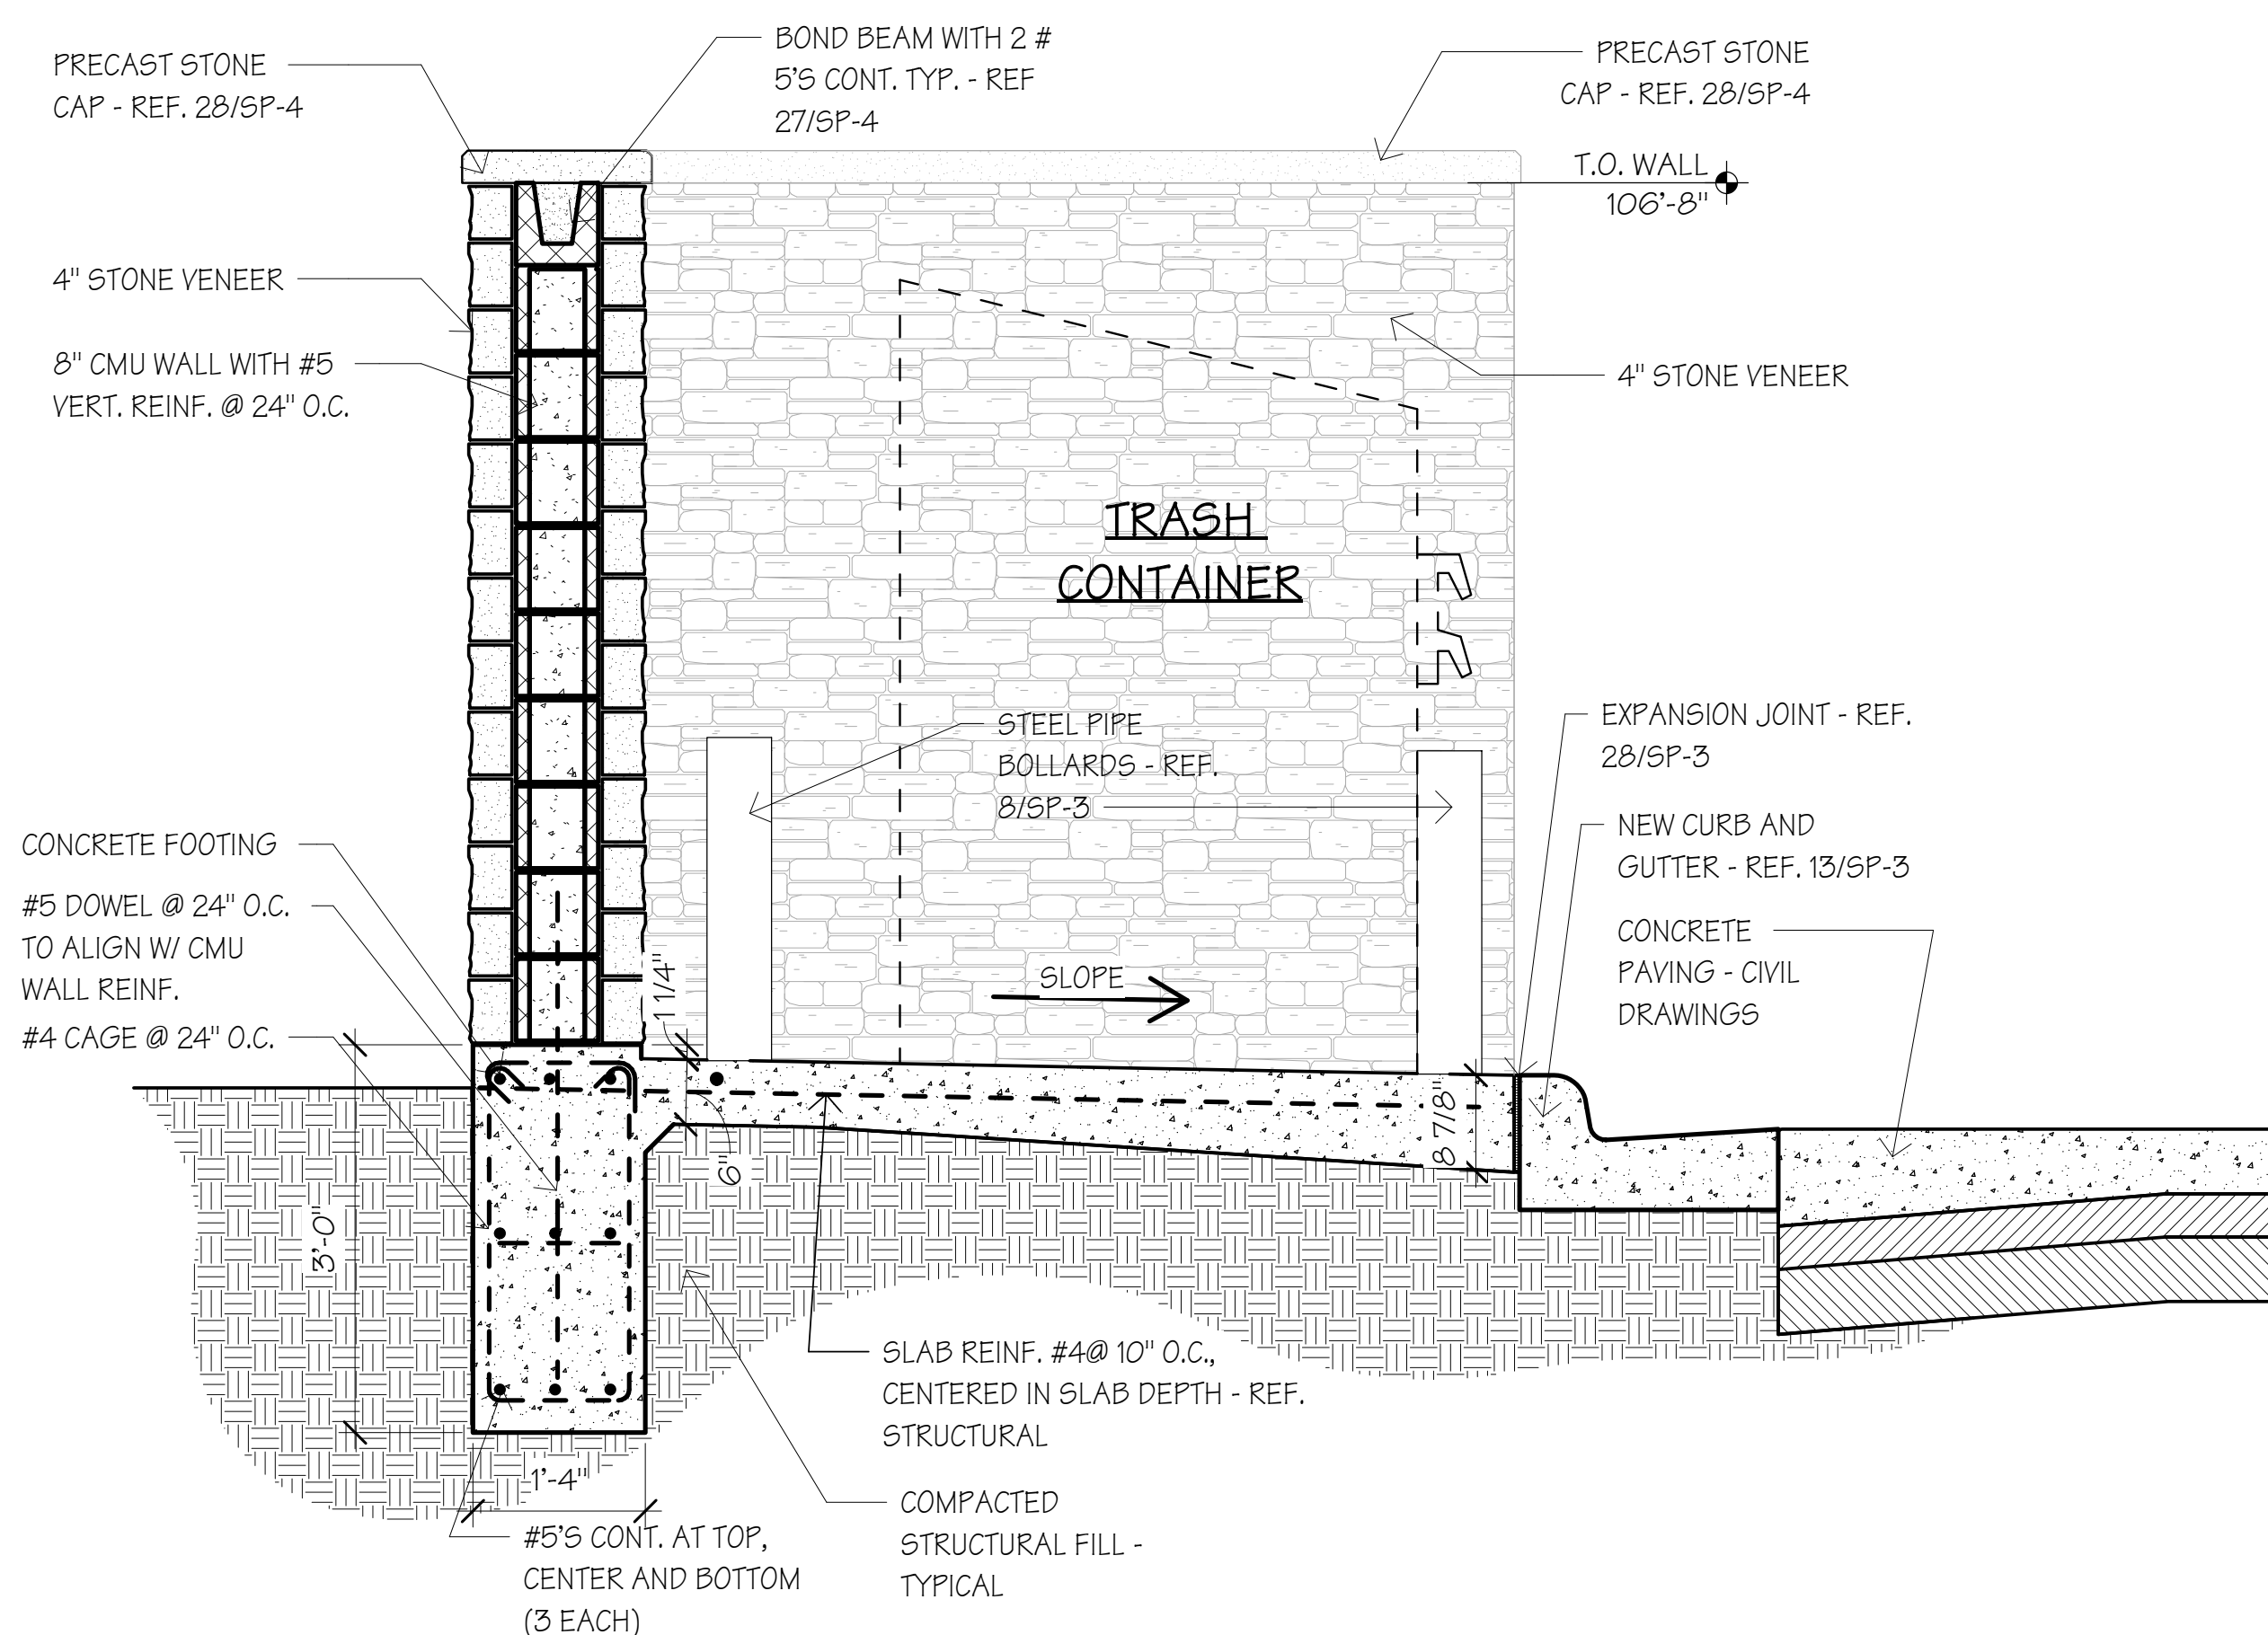 PRECAST STONE
CAP - REF. 28/SP-4
BOND BEAM WITH 2 #
5'S CONT. TYP. - REF
27/SP-4
PRECAST STONE
CAP - REF. 28/SP-4
T.O. WALL
106'-8"
4" STONE VENEER
8" CMU WALL WITH #5
VERT. REINF. @ 24" O.C.
4" STONE VENEER
TRASH
CONTAINER
STEEL PIPE
BOLLARDS - REF.
8/SP-3
EXPANSION JOINT - REF.
28/SP-3
NEW CURB AND
GUTTER - REF. 13/SP-3
CONCRETE
PAVING - CIVIL
DRAWINGS
CONCRETE FOOTING
#5 DOWEL @ 24" O.C.
TO ALIGN W/ CMU
WALL REINF.
#4 CAGE @ 24" O.C.
1 1/4"
SLOPE
8 7/8"
6"
3'-0"
1'-4"
SLAB REINF. #4@ 10" O.C.,
CENTERED IN SLAB DEPTH - REF.
STRUCTURAL
COMPACTED
STRUCTURAL FILL -
TYPICAL
#5'S CONT. AT TOP,
CENTER AND BOTTOM
(3 EACH)